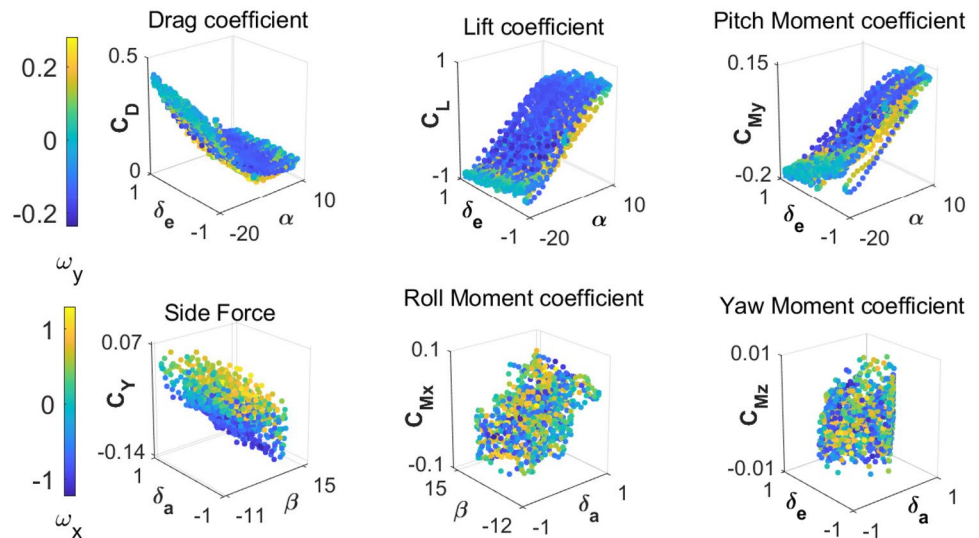 Drag coefficient
Lift coefficient
Pitch Moment coefficient
0.2
0
-0.2
ω_y
0.5
C_D
0
1
δ_e
-1
-20
α
10
1
C_L
-1
1
δ_e
-1
-20
α
10
0.15
C_My
-0.2
1
δ_e
-1
-20
α
10
Side Force
Roll Moment coefficient
Yaw Moment coefficient
1
0
-1
ω_x
0.07
C_Y
-0.14
1
δ_a
-1
-11
β
15
0.1
C_Mx
-0.1
15
β
-12
-1
δ_a
1
0.01
C_Mz
-0.01
1
δ_e
-1
-1
δ_a
1